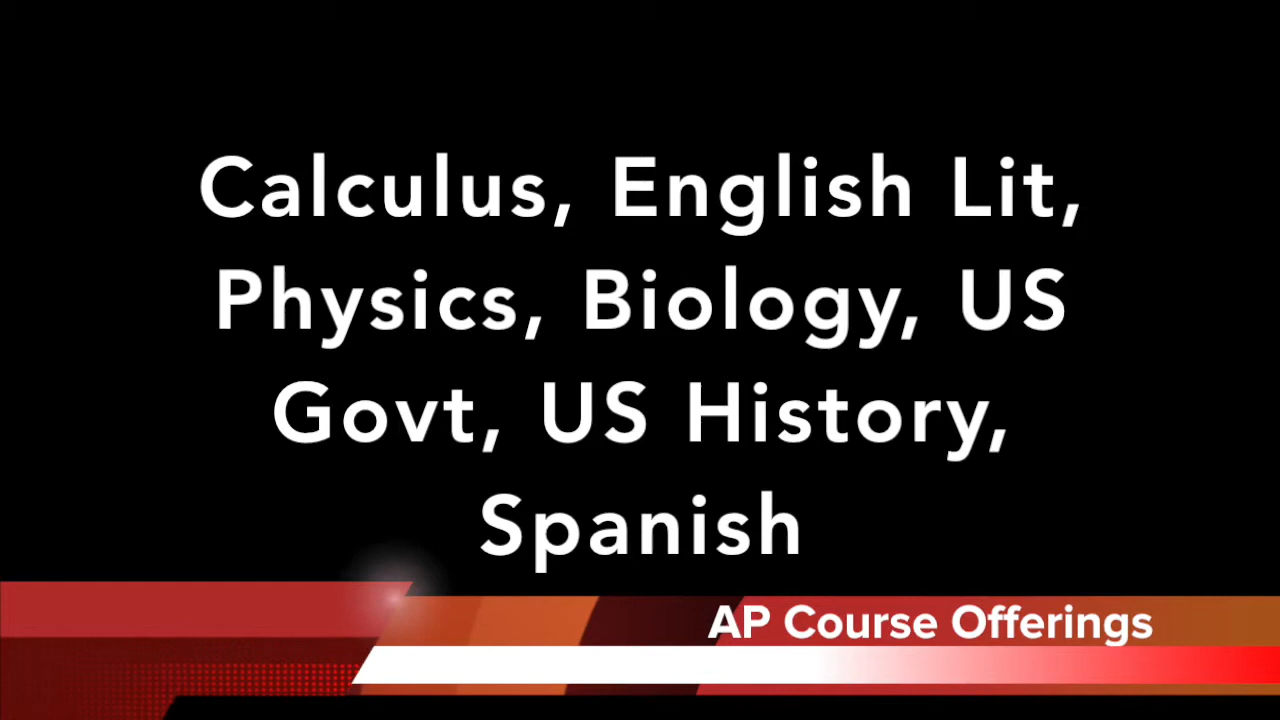 Calculus, English Lit,
Physics, Biology, US
Govt, US History,
Spanish
AP Course Offerings